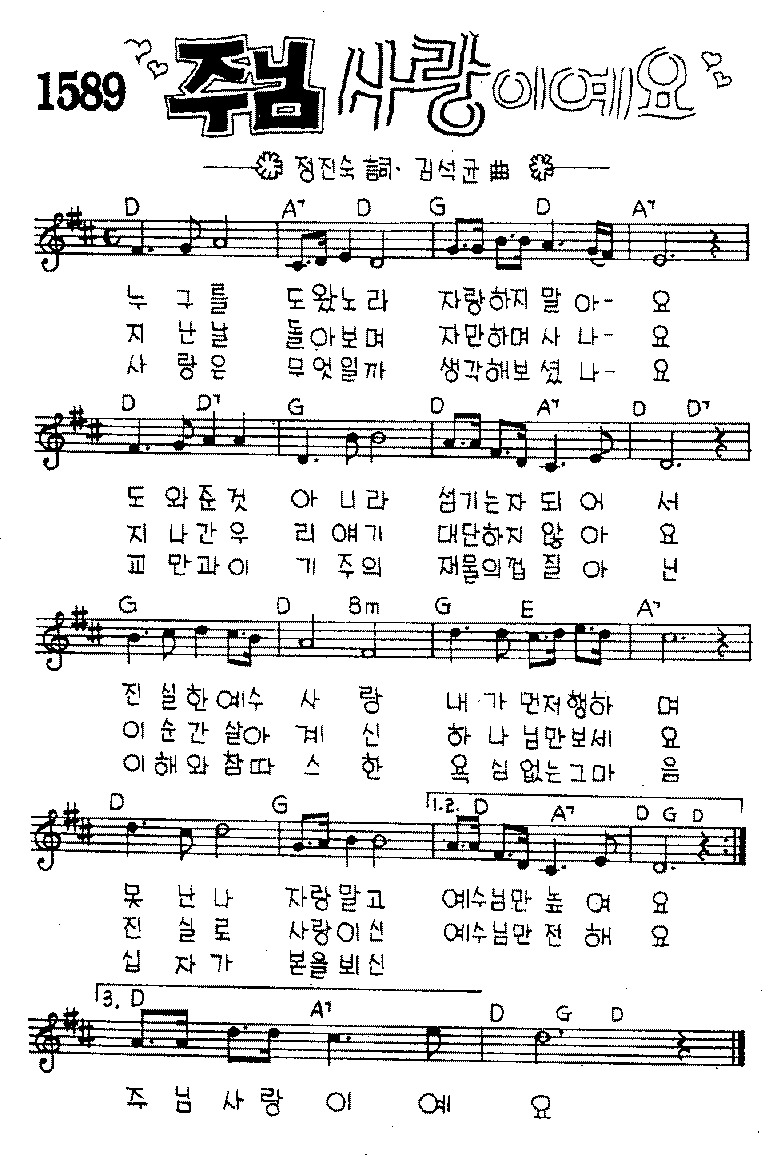 1589 주님 사랑이예요
정진숙 詞· 김석균 曲
D A7 D G D A7
누 구 를 도왔노라 자랑하지 말 아- 요
지 난 날 돌아보며 자만하며 사 나- 요
사 랑 은 무엇일까 생각해보 셨 나- 요
D D7 G D A7 D D7
도 와 준 것 아 니 라 섬기는자 되 어 서
지 나 간 우 리 얘 기 대단하지 않 아 요
피 만 과 이 기 주 의 재물의껍 질 아 닌
G D Bm G E A7
진 실 한 예수 사 랑 내 가 먼저행하 며
이 순 간 살아 계 신 하 나 님만보세 요
이 해 와 참따 스 한 욕 심 없는그마 음
D G 1.2. D A7 D G D
못 난 나 자랑말고 예수님만 높 여 요
진 실 로 사랑이신 예수님만 전 해 요
십 자 가 본을 뵈신
3. D A7 D G D
주 님 사 랑 이 예 요